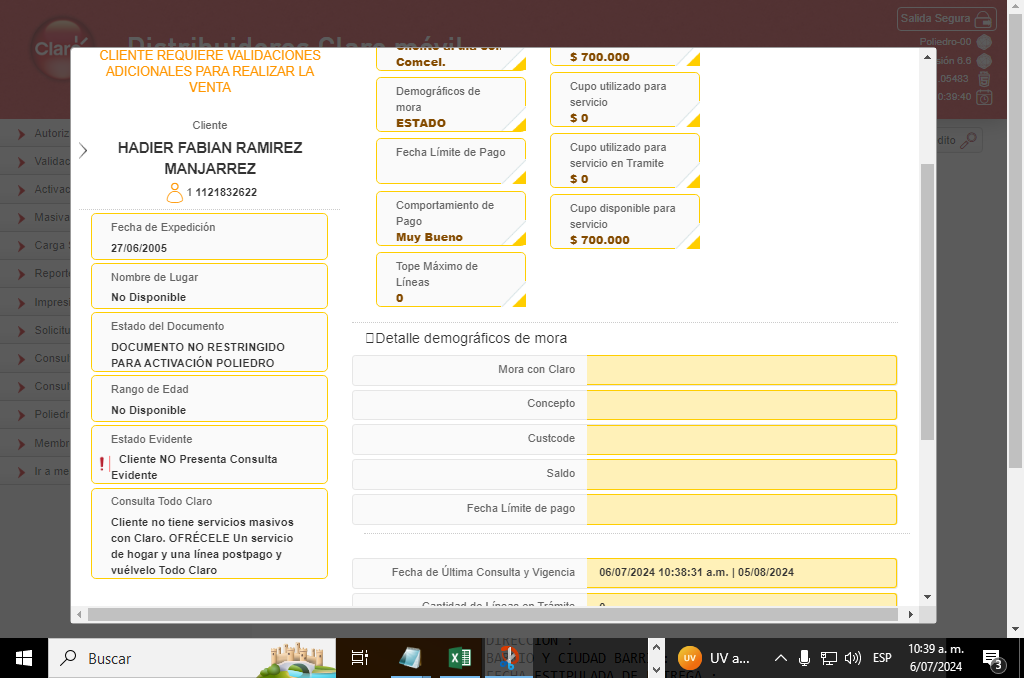 Salida Segura
Claro
Distribuidores Claro móvil
Poliedro-00
sión 6.6
.05483
0:39:40
CLIENTE REQUIERE VALIDACIONES
ADICIONALES PARA REALIZAR LA
VENTA
Cliente
HADIER FABIAN RAMIREZ
MANJARREZ
1 1121832622
Fecha de Expedición
27/06/2005
Nombre de Lugar
No Disponible
Estado del Documento
DOCUMENTO NO RESTRINGIDO
PARA ACTIVACIÓN POLIEDRO
Rango de Edad
No Disponible
Estado Evidente
Cliente NO Presenta Consulta
Evidente
Consulta Todo Claro
Cliente no tiene servicios masivos
con Claro. OFRÉCELE Un servicio
de hogar y una línea postpago y
vuélvelo Todo Claro
Autoriz
Validac
Activac
Masiva
Carga
Report
Impresi
Solicitu
Consul
Consul
Poliedr
Membr
Ir a me
dito
Comcel.
Demográficos de
mora
ESTADO
Fecha Límite de Pago
Comportamiento de
Pago
Muy Bueno
Tope Máximo de
Líneas
0
$ 700.000
Cupo utilizado para
servicio
$ 0
Cupo utilizado para
servicio en Tramite
$ 0
Cupo disponible para
servicio
$ 700.000
Detalle demográficos de mora
Mora con Claro
Concepto
Custcode
Saldo
Fecha Límite de pago
Fecha de Última Consulta y Vigencia
06/07/2024 10:38:31 a.m. | 05/08/2024
Cantidad de Líneas en Trámite
0
DIRECCION :
BARRIO Y CIUDAD BARR
FECHA ESTIPULADA DE ENTREGA :
Buscar
UV
UV a...
ESP
10:39 a. m.
6/07/2024
3